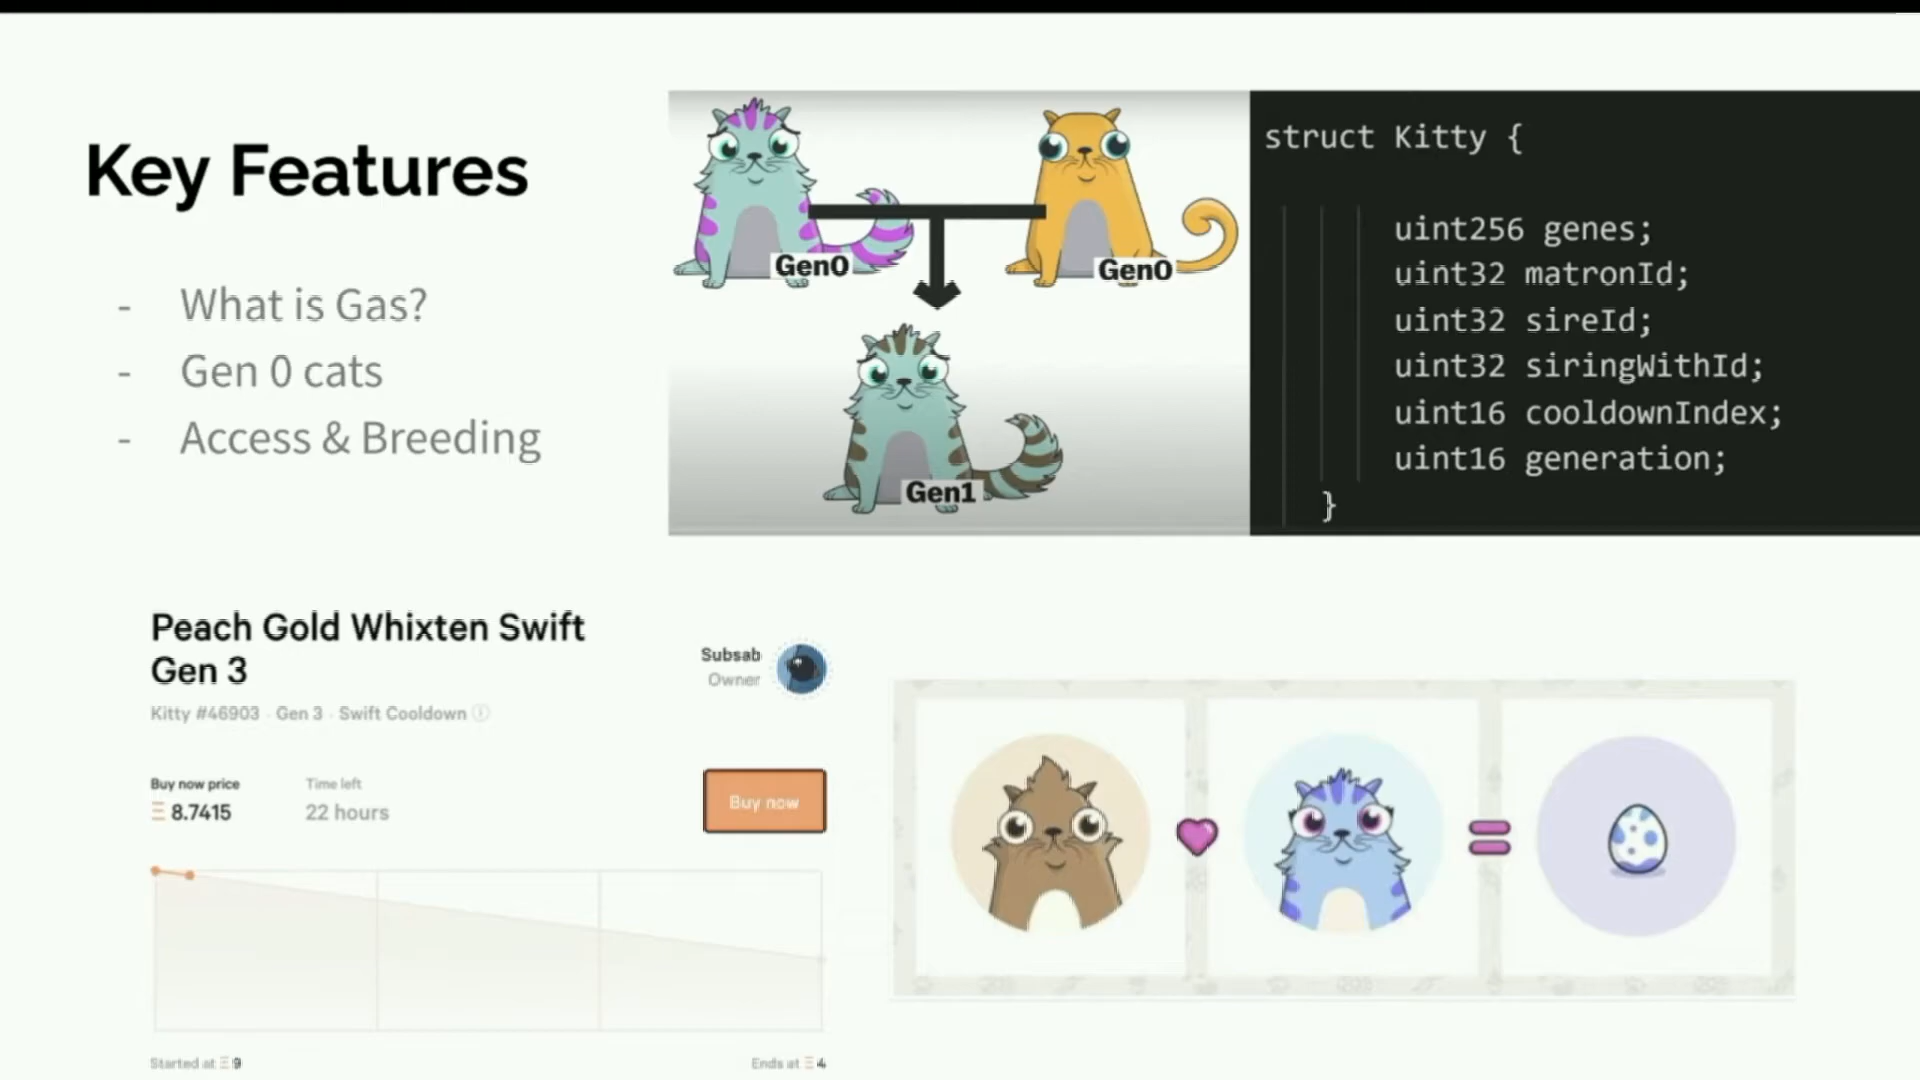 Key Features
- What is Gas?
- Gen 0 cats
- Access & Breeding
Gen0
Gen0
Gen1
struct Kitty {
uint256 genes;
uint32 matronId;
uint32 sireId;
uint32 siringWithId;
uint16 cooldownIndex;
uint16 generation;
}
Peach Gold Whixten Swift
Gen 3
Kitty #46903 · Gen 3 · Swift Cooldown
Subsab
Owner
Buy now price
Ξ 8.7415
Time left
22 hours
Buy now
Started at Ξ 9
Ends at Ξ 4